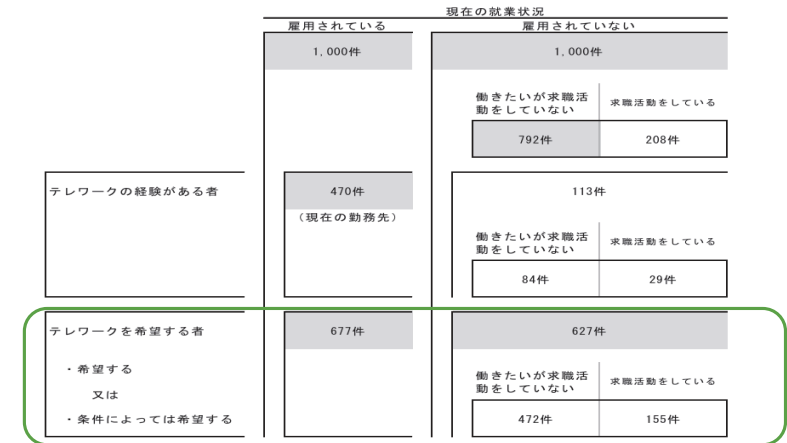 現在の就業状況
雇用されている 雇用されていない
1,000件 1,000件
働きたいが求職活
動をしていない 求職活動をしている
792件 208件
テレワークの経験がある者 470件 113件
（現在の勤務先）
働きたいが求職活
動をしていない 求職活動をしている
84件 29件
テレワークを希望する者 677件 627件
・希望する
働きたいが求職活
動をしていない 求職活動をしている
又は
・条件によっては希望する 472件 155件